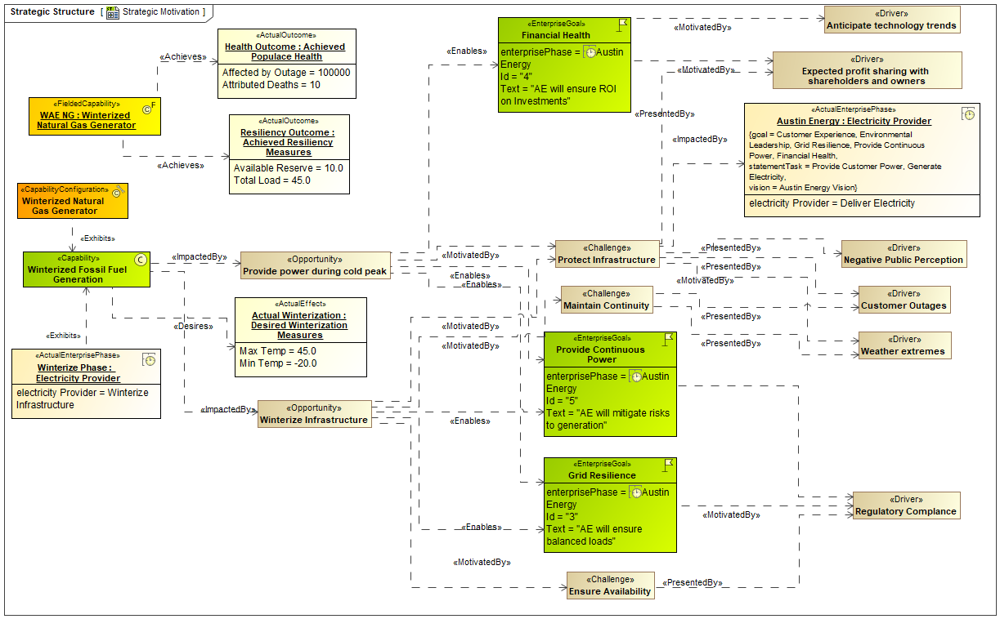 Strategic Structure [ Strategic Motivation ]
«ActualOutcome»
Health Outcome : Achieved
Populace Health
Affected by Outage = 100000
Attributed Deaths = 10
«Achieves»
«FieldedCapability»
F
C
WAE NG : Winterized
Natural Gas Generator
«ActualOutcome»
Resiliency Outcome :
Achieved Resiliency
Measures
Available Reserve = 10.0
Total Load = 45.0
«Achieves»
«CapabilityConfiguration»
C
Winterized Natural
Gas Generator
«Exhibits»
«Capability»
C
Winterized Fossil Fuel
Generation
«ImpactedBy»
«Opportunity»
Provide power during cold peak
«ActualEffect»
Actual Winterization :
Desired Winterization
Measures
Max Temp = 45.0
Min Temp = -20.0
«Desires»
«Exhibits»
«ActualEnterprisePhase»
Winterize Phase :
Electricity Provider
electricity Provider = Winterize
Infrastructure
«ImpactedBy»
«Opportunity»
Winterize Infrastructure
«Enables»
«EnterpriseGoal»
Financial Health
enterprisePhase = Austin
Energy
Id = "4"
Text = "AE will ensure ROI
on Investments"
«MotivatedBy»
«Driver»
Anticipate technology trends
«MotivatedBy»
«Driver»
Expected profit sharing with
shareholders and owners
«PresentedBy»
«ImpactedBy»
«ActualEnterprisePhase»
Austin Energy : Electricity Provider
{goal = Customer Experience, Environmental
Leadership, Grid Resilience, Provide Continuous
Power, Financial Health,
statementTask = Provide Customer Power, Generate
Electricity,
vision = Austin Energy Vision}
electricity Provider = Deliver Electricity
«MotivatedBy»
«Enables»
«Enables»
«Challenge»
Protect Infrastructure
«PresentedBy»
«PresentedBy»
«MotivatedBy»
«Driver»
Negative Public Perception
«Challenge»
Maintain Continuity
«PresentedBy»
«PresentedBy»
«Driver»
Customer Outages
«Driver»
Weather extremes
«MotivatedBy»
«MotivatedBy»
«EnterpriseGoal»
Provide Continuous
Power
enterprisePhase = Austin
Energy
Id = "5"
Text = "AE will mitigate risks
to generation"
«Enables»
«EnterpriseGoal»
Grid Resilience
enterprisePhase = Austin
Energy
Id = "3"
Text = "AE will ensure
balanced loads"
«Enables»
«MotivatedBy»
«Driver»
Regulatory Complance
«MotivatedBy»
«Challenge»
Ensure Availability
«PresentedBy»